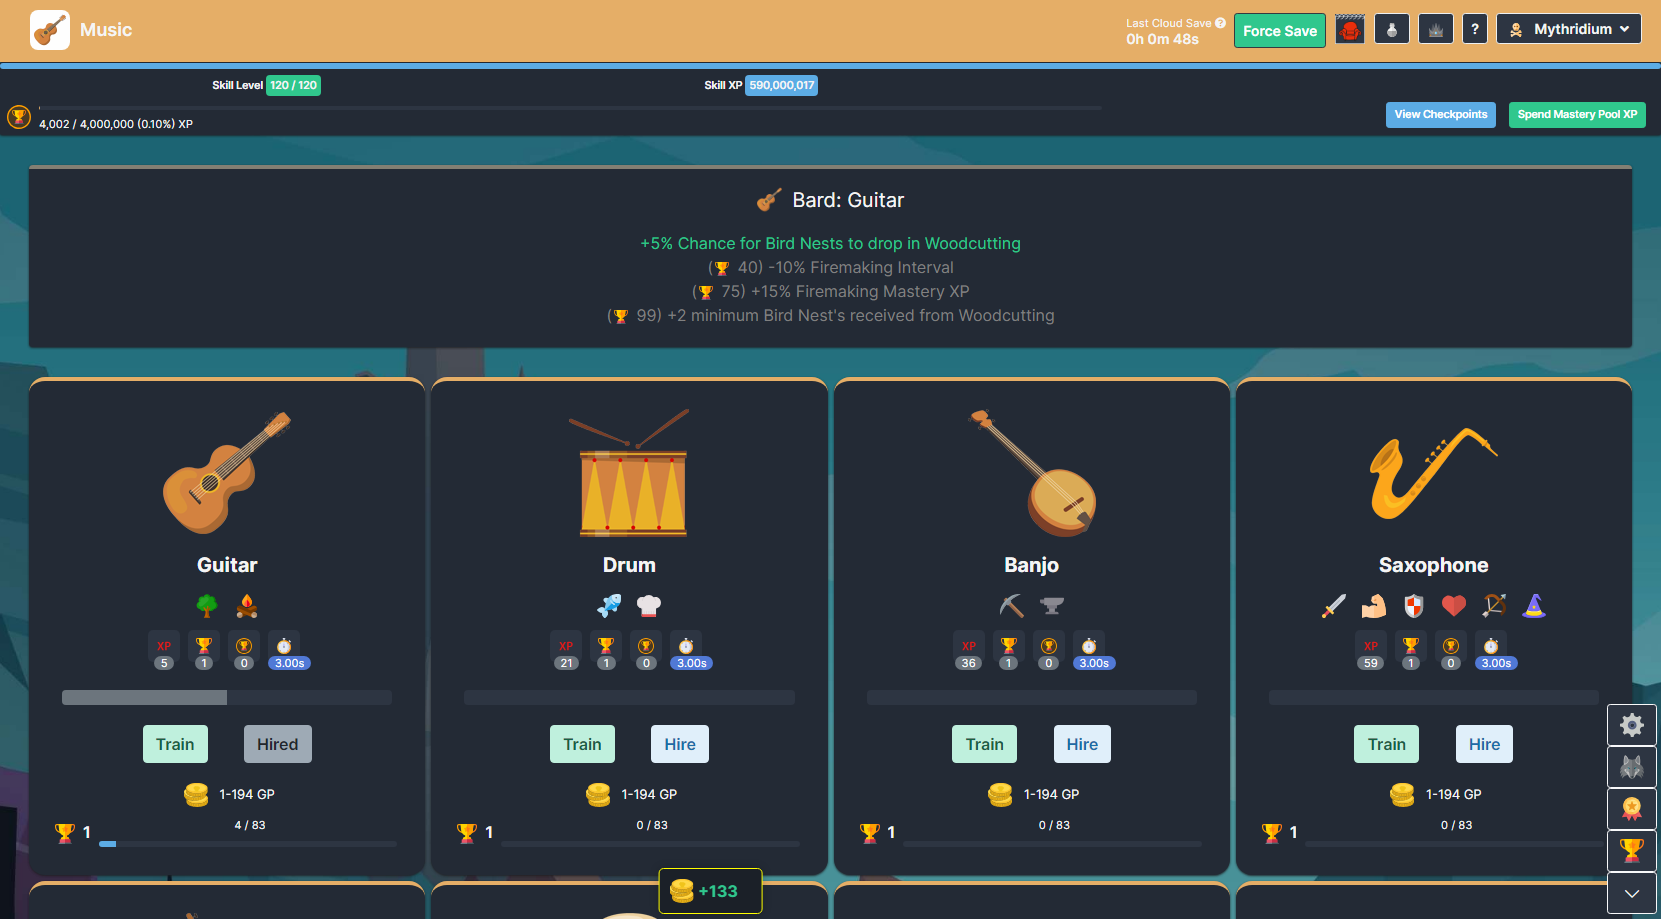 Music
Last Cloud Save ?
0h 0m 48s
Force Save
?
Mythridium
Skill Level 120 / 120
Skill XP 590,000,017
4,002 / 4,000,000 (0.10%) XP
View Checkpoints
Spend Mastery Pool XP
Bard: Guitar
+5% Chance for Bird Nests to drop in Woodcutting
( 40) -10% Firemaking Interval
( 75) +15% Firemaking Mastery XP
( 99) +2 minimum Bird Nest's received from Woodcutting
Guitar
XP
5 1 0 3.00s
Train Hired
1-194 GP
4 / 83
1
Drum
XP
21 1 0 3.00s
Train Hire
1-194 GP
0 / 83
1
Banjo
XP
36 1 0 3.00s
Train Hire
1-194 GP
0 / 83
1
Saxophone
XP
59 1 0 3.00s
Train Hire
1-194 GP
0 / 83
1
+133